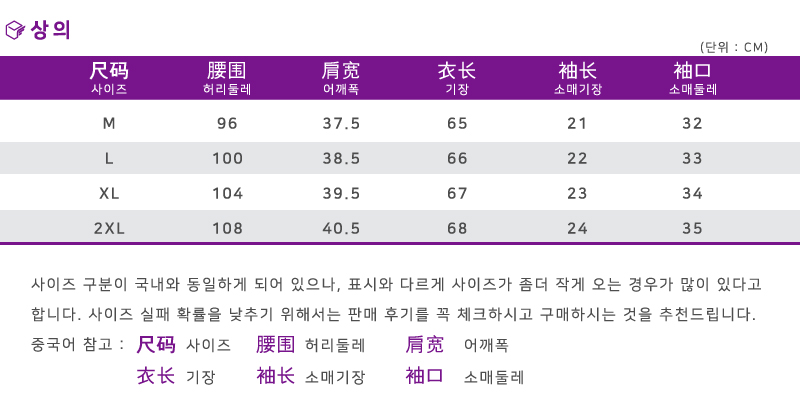 상의
(단위 : CM)
尺码 腰围 肩宽 衣长 袖长 袖口
사이즈 허리둘레 어깨폭 기장 소매기장 소매둘레
M 96 37.5 65 21 32
L 100 38.5 66 22 33
XL 104 39.5 67 23 34
2XL 108 40.5 68 24 35
사이즈 구분이 국내와 동일하게 되어 있으나, 표시와 다르게 사이즈가 좀더 작게 오는 경우가 많이 있다고
합니다. 사이즈 실패 확률을 낮추기 위해서는 판매 후기를 꼭 체크하시고 구매하시는 것을 추천드립니다.
중국어 참고 : 尺码 사이즈 腰围 허리둘레 肩宽 어깨폭
衣长 기장 袖长 소매기장 袖口 소매둘레